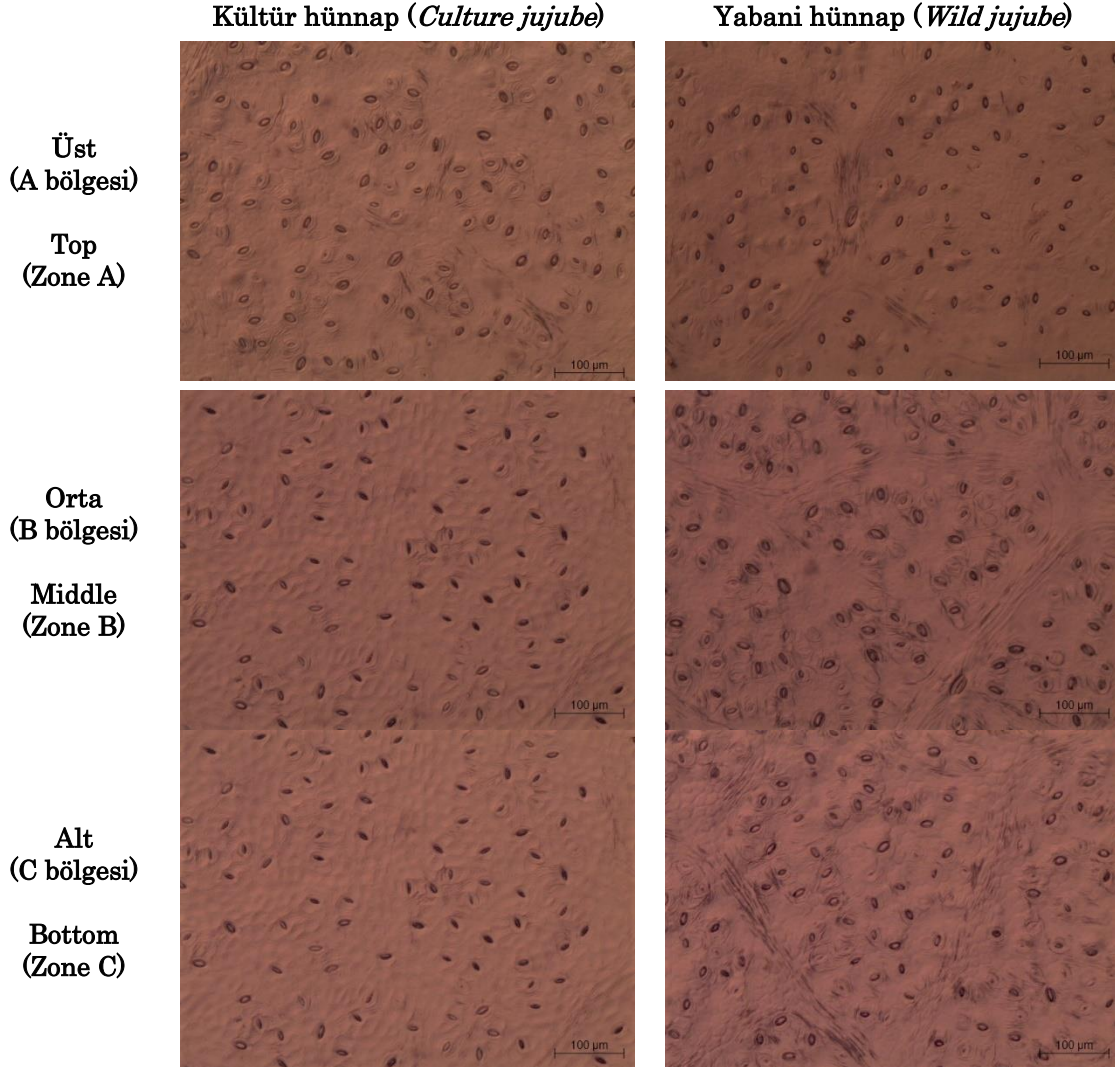 Kültür hünnap (Culture jujube)
Yabani hünnap (Wild jujube)
Üst
(A bölgesi)
Top
(Zone A)
100 µm
100 µm
Orta
(B bölgesi)
Middle
(Zone B)
100 µm
100 µm
Alt
(C bölgesi)
Bottom
(Zone C)
100 µm
100 µm